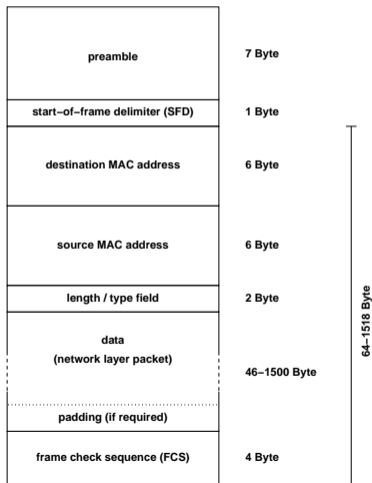 preamble
7 Byte
start−of−frame delimiter (SFD)
1 Byte
destination MAC address
6 Byte
source MAC address
6 Byte
length / type field
2 Byte
data
(network layer packet)
46−1500 Byte
padding (if required)
frame check sequence (FCS)
4 Byte
64−1518 Byte